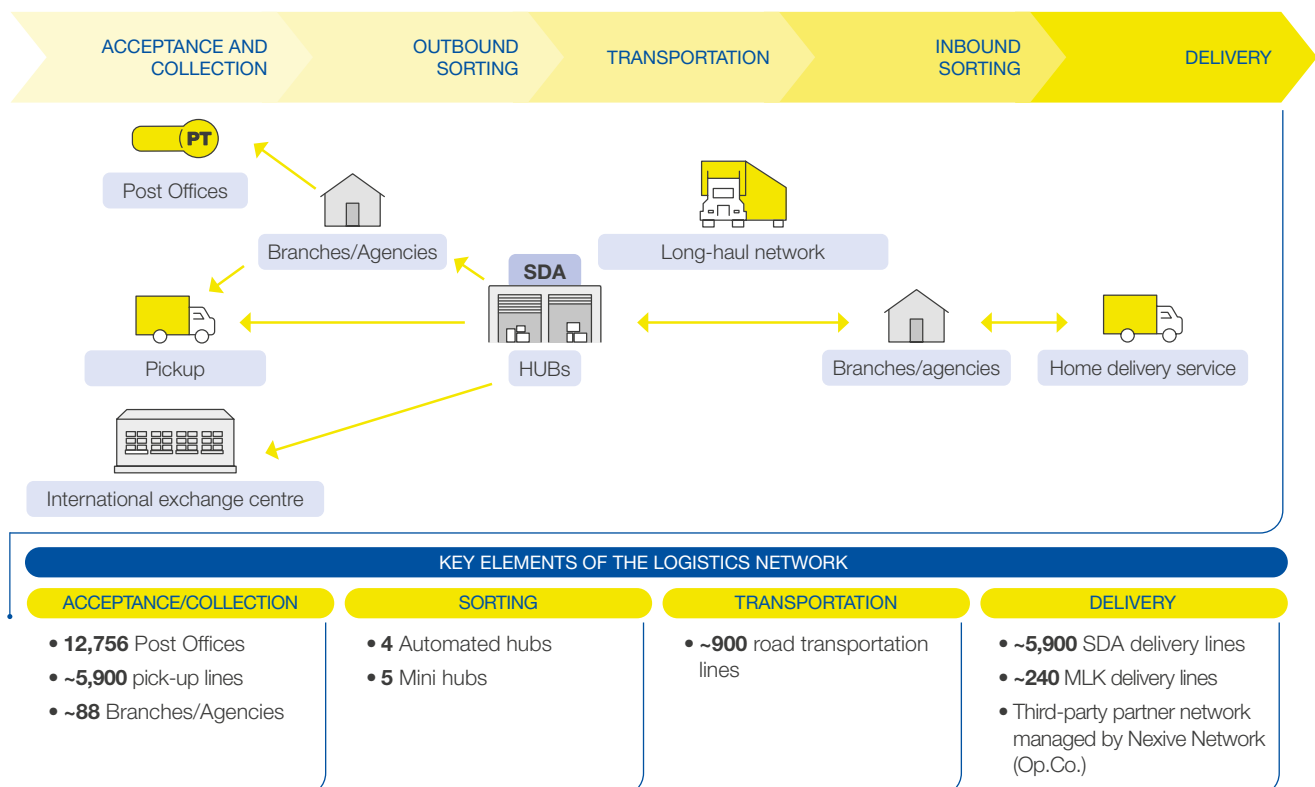 ACCEPTANCE AND
COLLECTION
OUTBOUND
SORTING
TRANSPORTATION
INBOUND
SORTING
DELIVERY
PT
Post Offices
Branches/Agencies
Long-haul network
SDA
Pickup
HUBs
Branches/agencies
Home delivery service
International exchange centre
KEY ELEMENTS OF THE LOGISTICS NETWORK
ACCEPTANCE/COLLECTION
• 12,756 Post Offices
• ~5,900 pick-up lines
• ~88 Branches/Agencies
SORTING
• 4 Automated hubs
• 5 Mini hubs
TRANSPORTATION
• ~900 road transportation
lines
DELIVERY
• ~5,900 SDA delivery lines
• ~240 MLK delivery lines
• Third-party partner network
managed by Nexive Network
(Op.Co.)